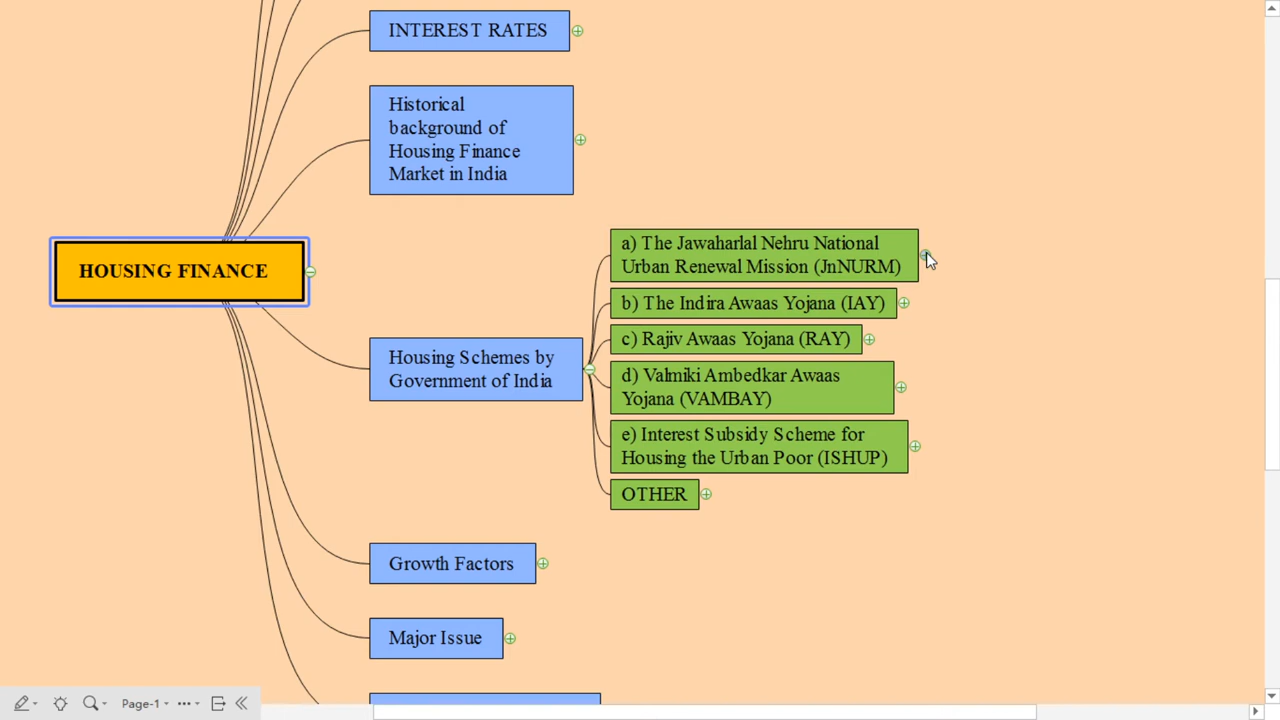 INTEREST RATES
Historical
background of
Housing Finance
Market in India
HOUSING FINANCE
a) The Jawaharlal Nehru National
Urban Renewal Mission (JnNURM)
b) The Indira Awaas Yojana (IAY)
c) Rajiv Awaas Yojana (RAY)
Housing Schemes by
Government of India
d) Valmiki Ambedkar Awaas
Yojana (VAMBAY)
e) Interest Subsidy Scheme for
Housing the Urban Poor (ISHUP)
OTHER
Growth Factors
Major Issue
Page-1